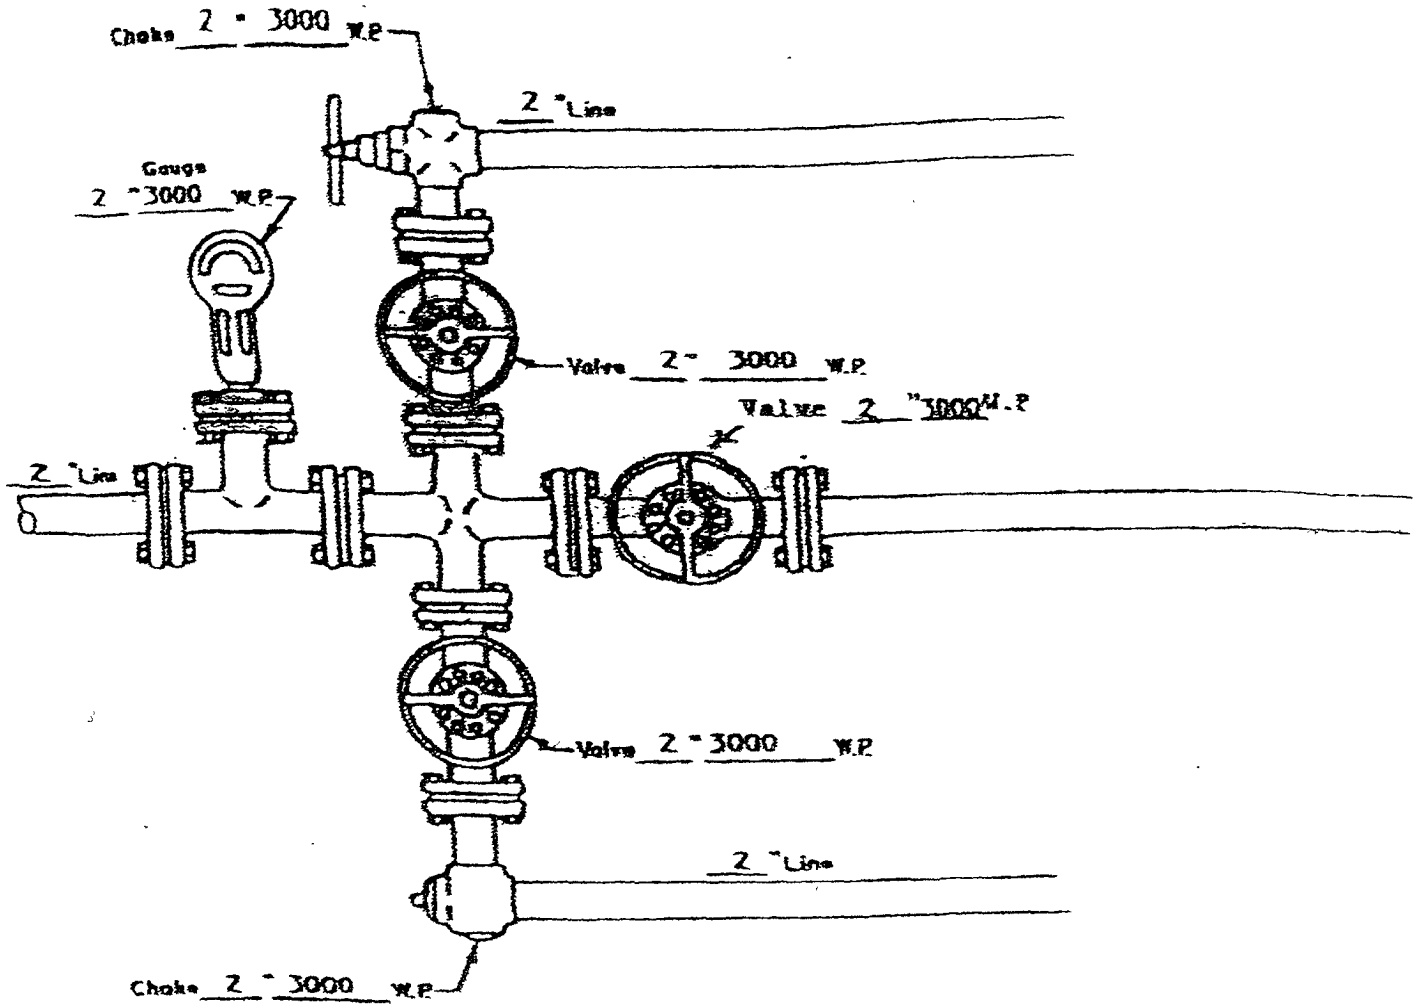 Choke 2 " 3000 W.P.
2 " Line
Gauge
2 " 3000 W.P.
Valve 2 " 3000 W.P.
Valve 2 " 3000 W.P
2 " Line
Valve 2 " 3000 W.P.
2 " Line
Choke 2 " 3000 W.P.